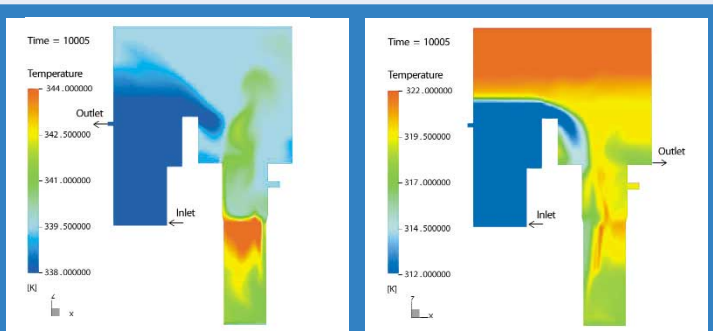 Time = 10005
Temperature
344.000000
Outlet
342.500000
341.000000
Inlet
339.500000
338.000000
[K]
Z
X
Time = 10005
Temperature
322.000000
319.500000
Outlet
317.000000
Inlet
314.500000
312.000000
[K]
Z
X